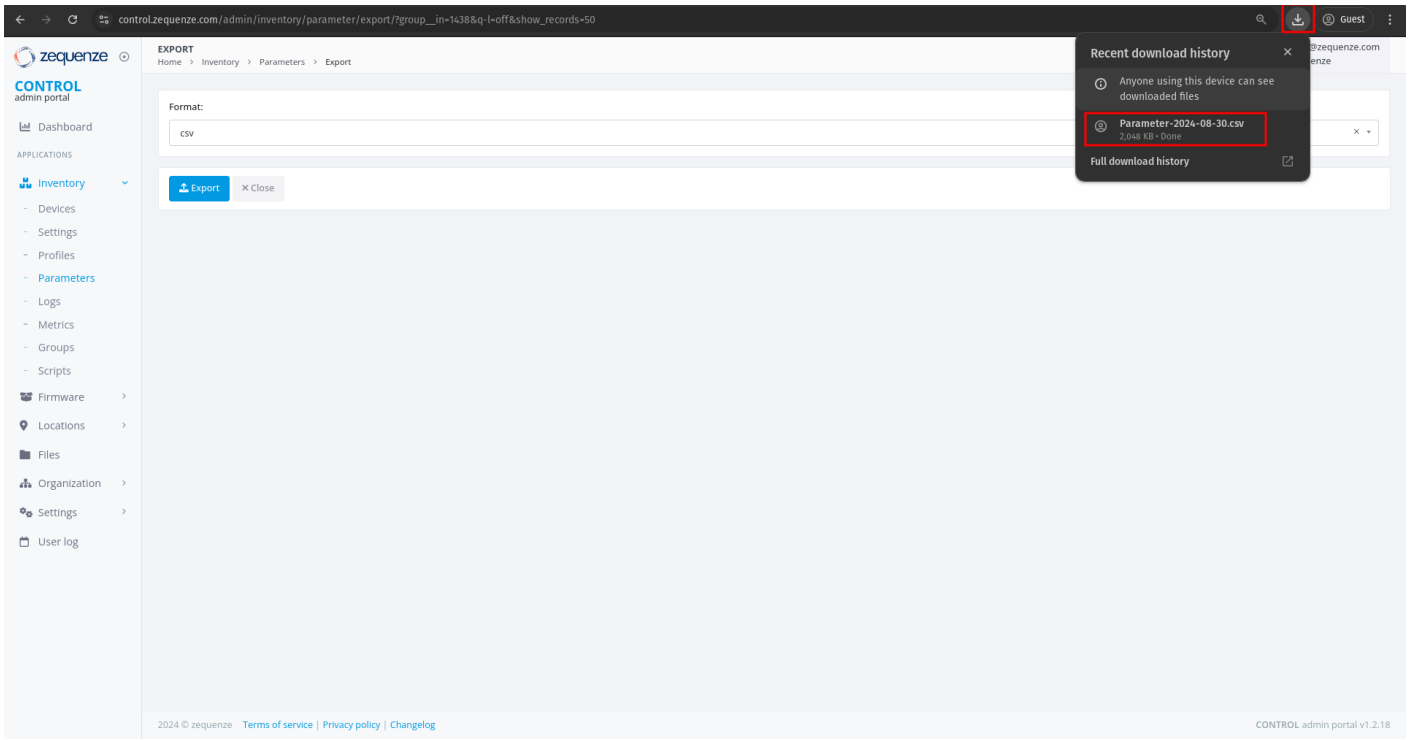 control.zequenze.com/admin/inventory/parameter/export/?group__in=1438&q-l=off&show_records=50
Guest
zequenze
CONTROL
admin portal
Dashboard
APPLICATIONS
Inventory
Devices
Settings
Profiles
Parameters
Logs
Metrics
Groups
Scripts
Firmware
Locations
Files
Organization
Settings
User log
EXPORT
Home > Inventory > Parameters > Export
@zequenze.com
enze
Format:
csv
Export
Close
Recent download history
Anyone using this device can see
downloaded files
Parameter-2024-08-30.csv
2,048 KB • Done
Full download history
2024 © zequenze Terms of service | Privacy policy | Changelog
CONTROL admin portal v1.2.18